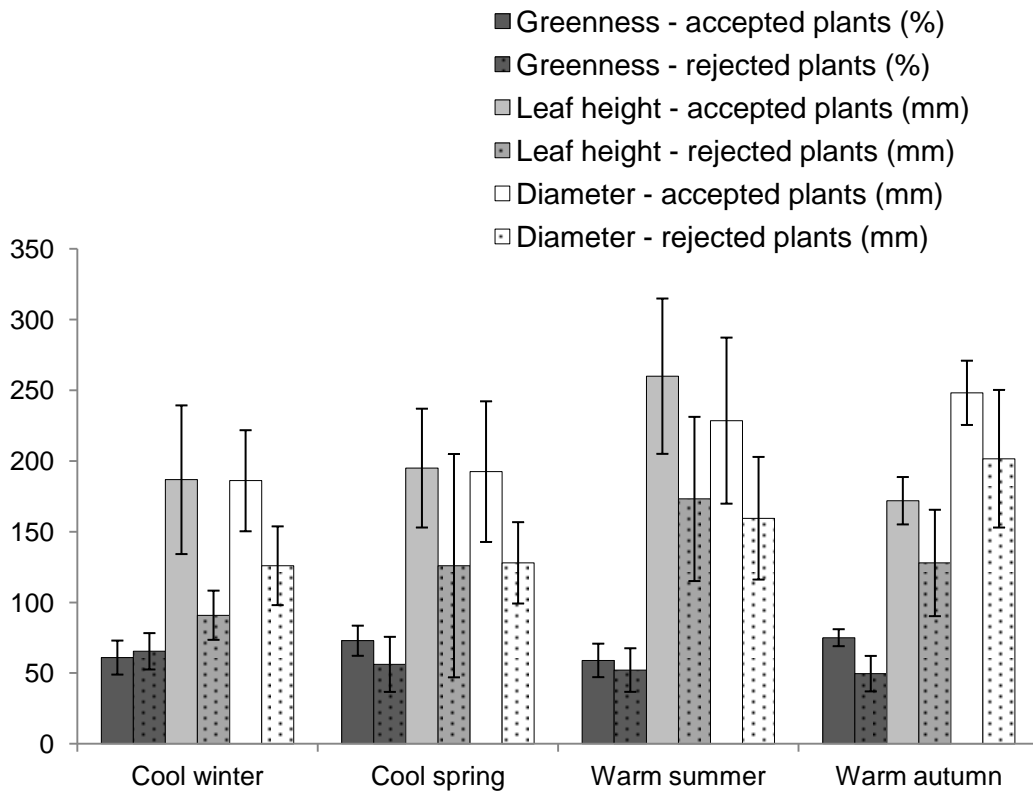 Greenness - accepted plants (%)
Greenness - rejected plants (%)
Leaf height - accepted plants (mm)
Leaf height - rejected plants (mm)
Diameter - accepted plants (mm)
Diameter - rejected plants (mm)
350
300
250
200
150
100
50
0
Cool winter Cool spring Warm summer Warm autumn